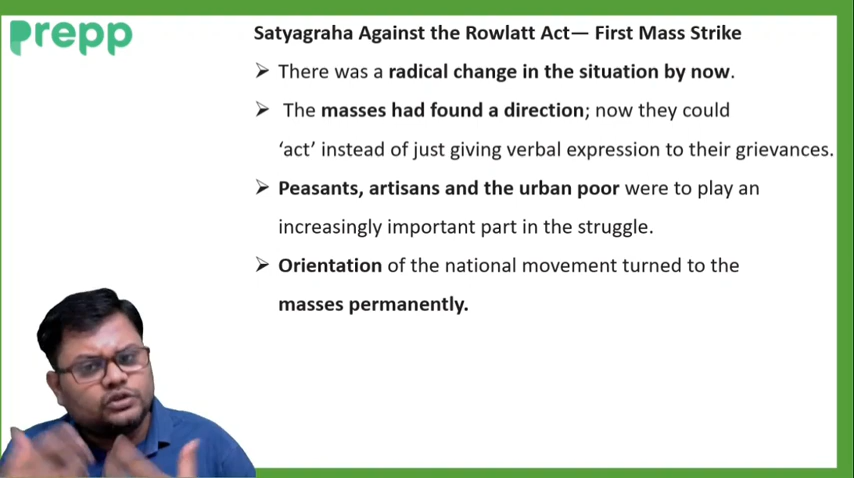 prepp
Satyagraha Against the Rowlatt Act— First Mass Strike
➢ There was a radical change in the situation by now.
➢ The masses had found a direction; now they could
‘act’ instead of just giving verbal expression to their grievances.
➢ Peasants, artisans and the urban poor were to play an
increasingly important part in the struggle.
➢ Orientation of the national movement turned to the
masses permanently.